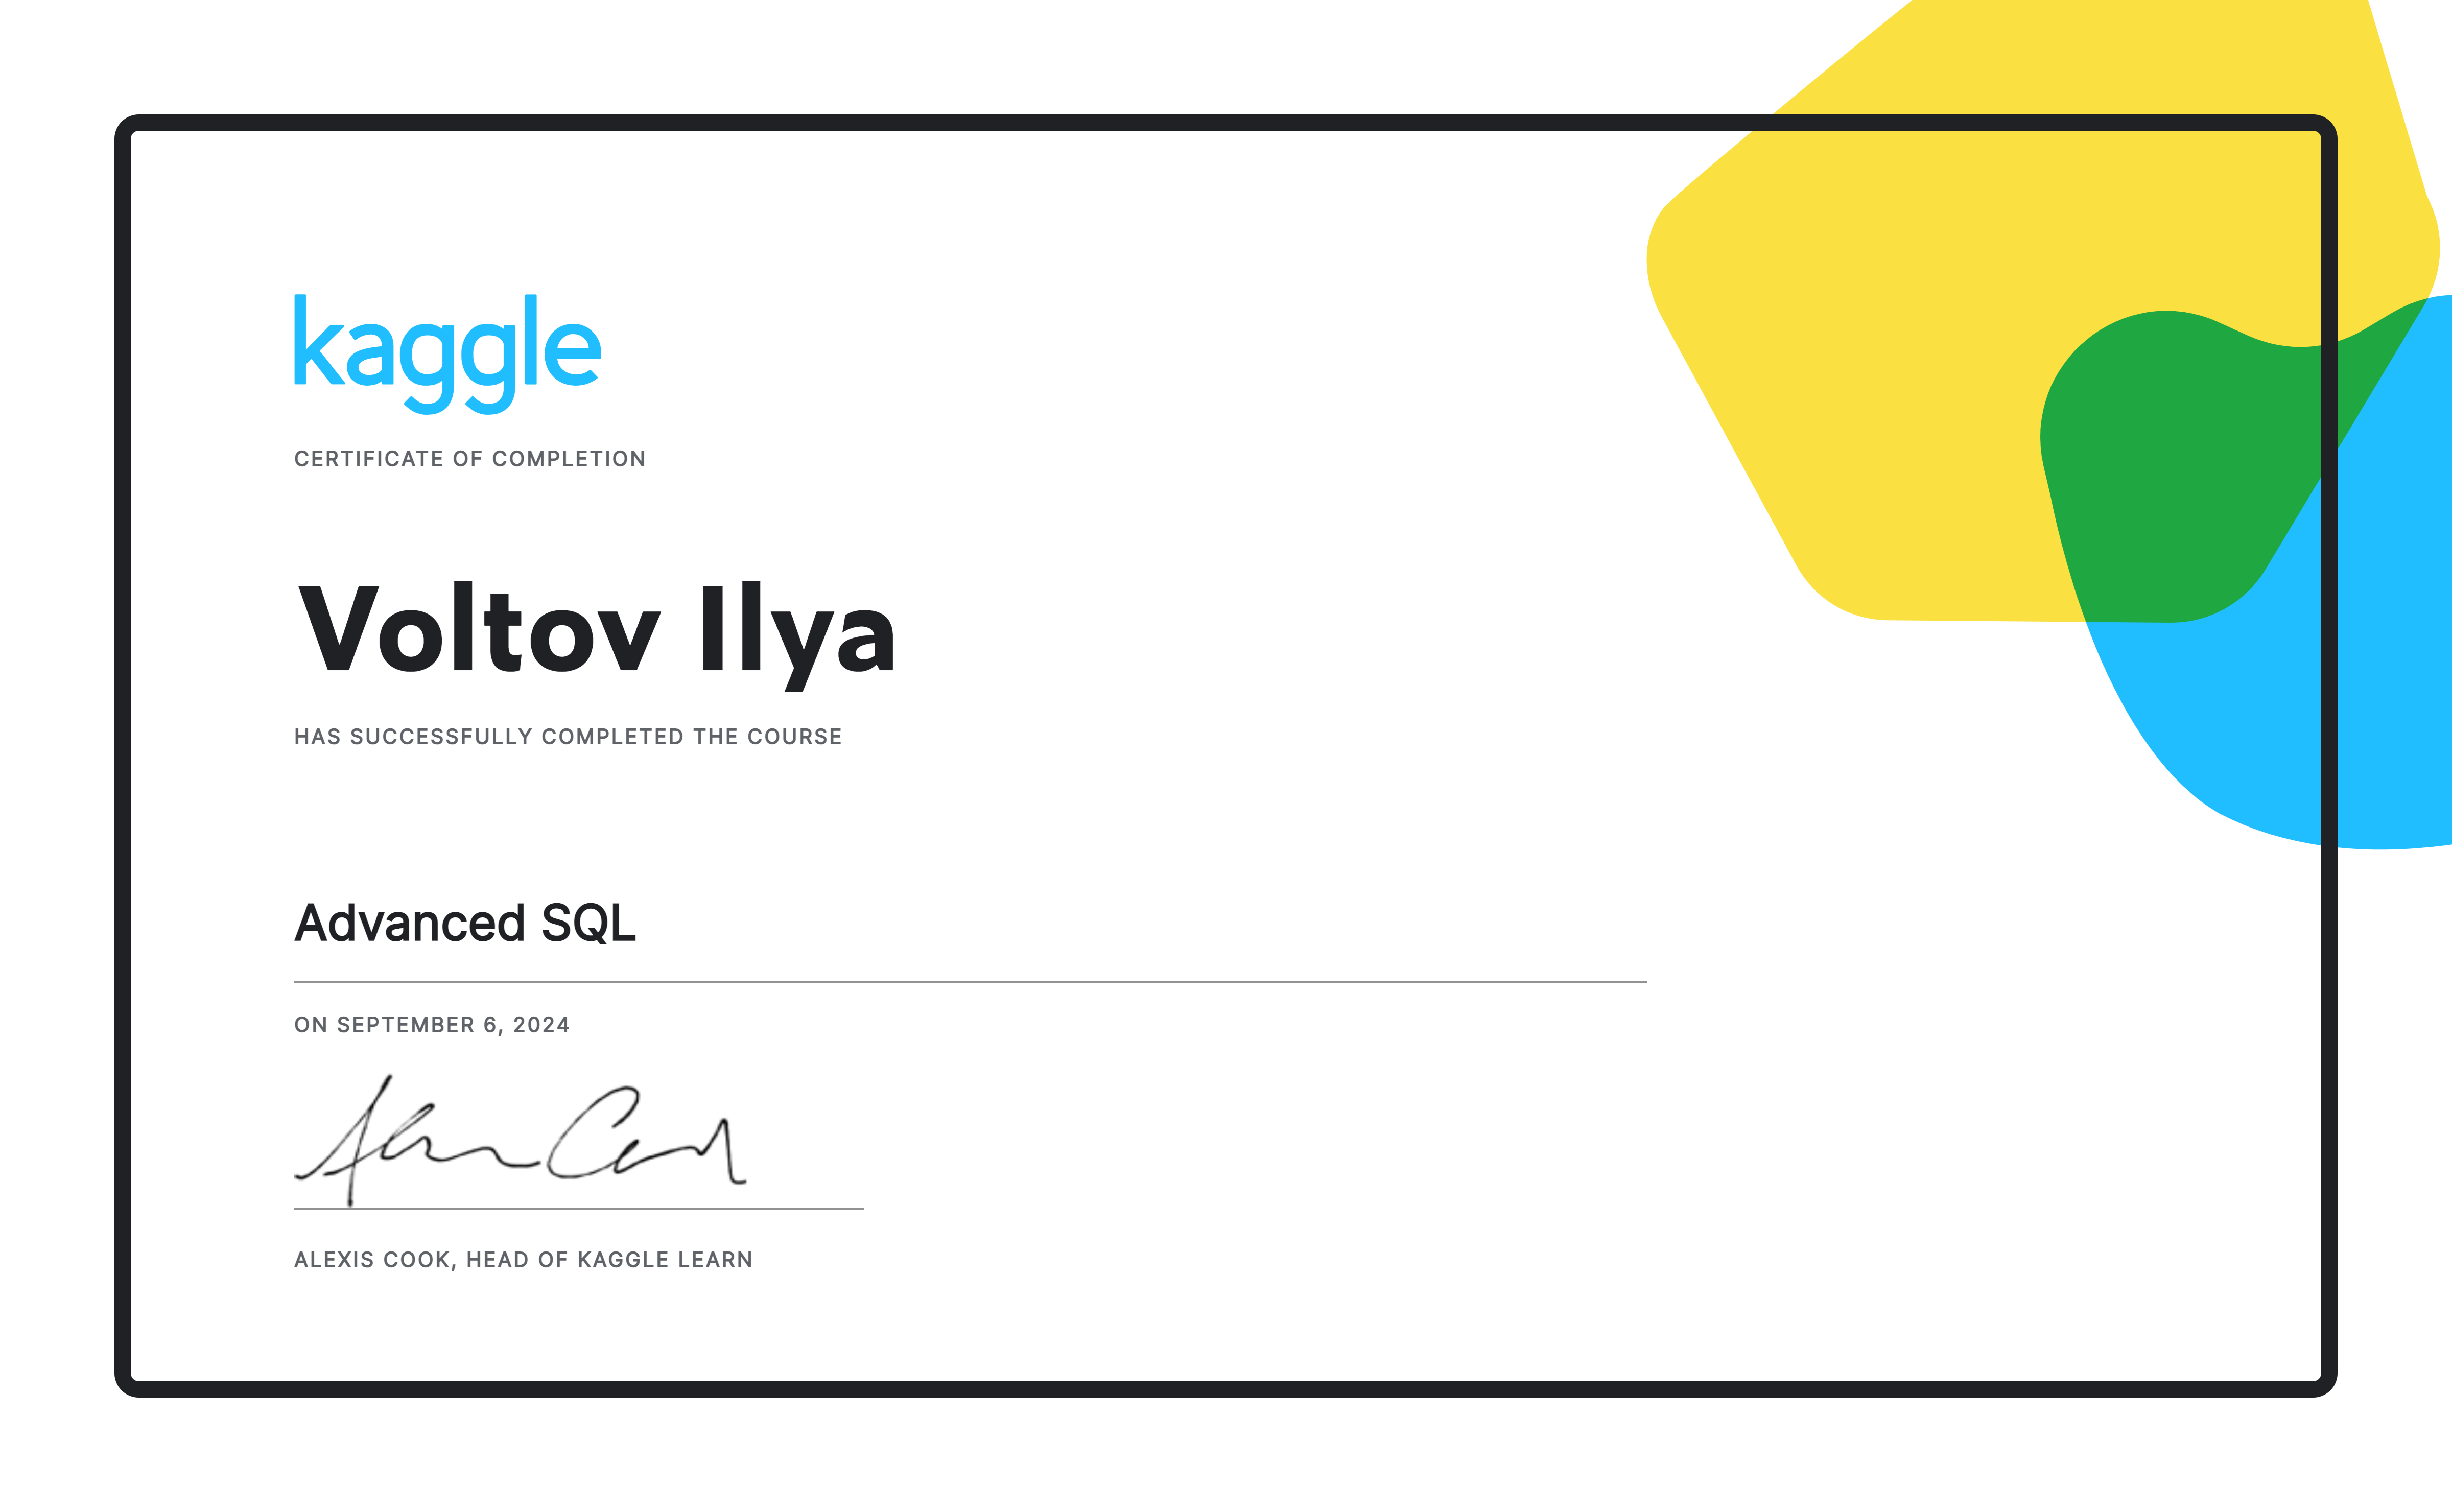 kaggle
CERTIFICATE OF COMPLETION
Voltov Ilya
HAS SUCCESSFULLY COMPLETED THE COURSE
Advanced SQL
ON SEPTEMBER 6, 2024
ALEXIS COOK, HEAD OF KAGGLE LEARN